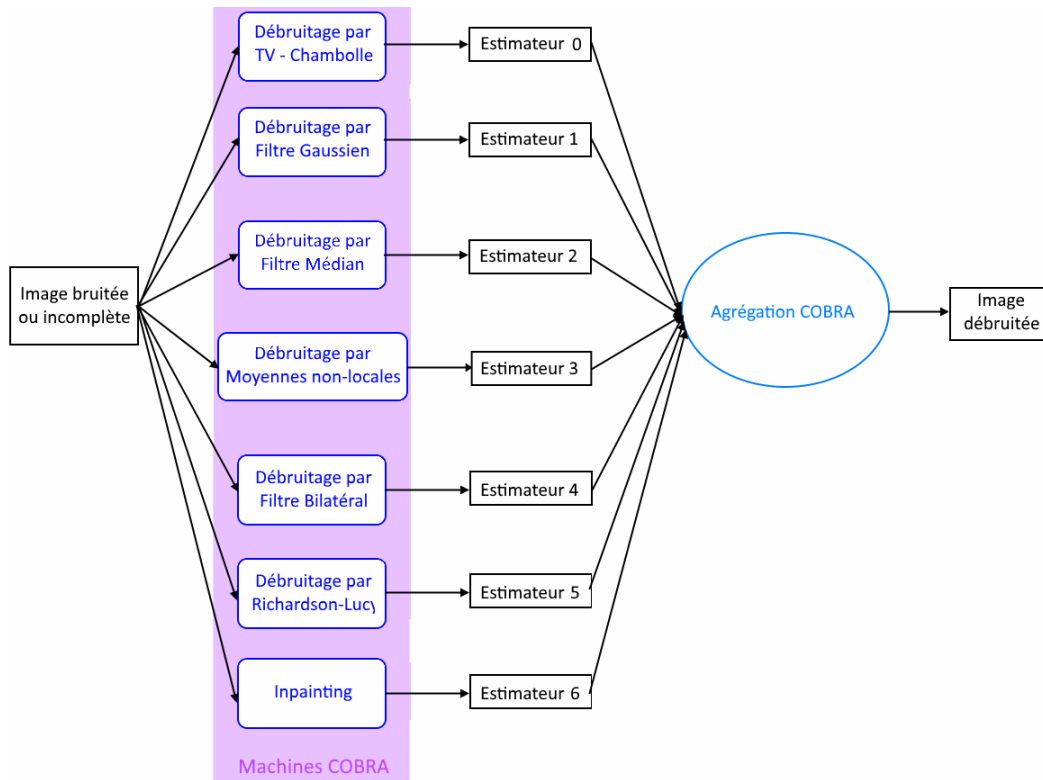 Débruitage par
TV - Chambolle
Estimateur 0
Débruitage par
Filtre Gaussien
Estimateur 1
Débruitage par
Filtre Médian
Estimateur 2
Image bruitée
ou incomplète
Agrégation COBRA
Image
débruitée
Débruitage par
Moyennes non-locales
Estimateur 3
Débruitage par
Filtre Bilatéral
Estimateur 4
Débruitage par
Richardson-Lucy
Estimateur 5
Inpainting
Estimateur 6
Machines COBRA